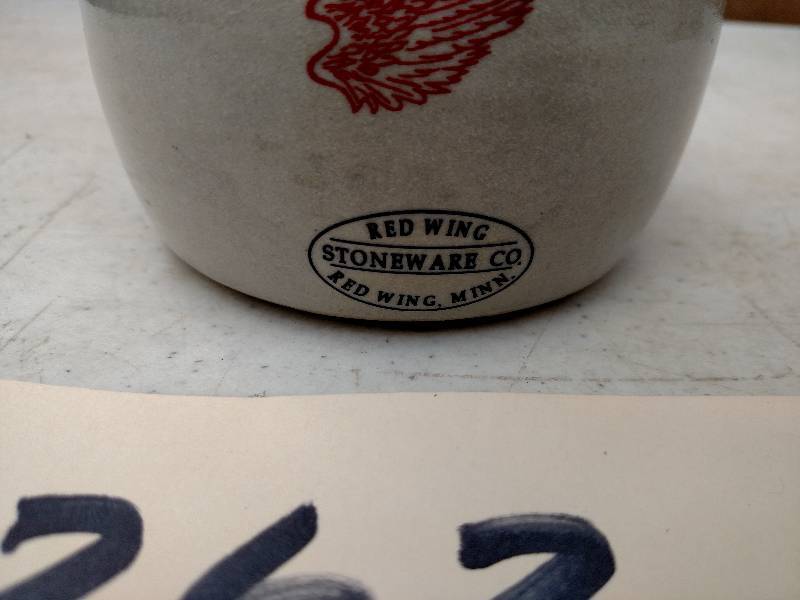 RED WING
STONEWARE CO.
RED WING, MINN.